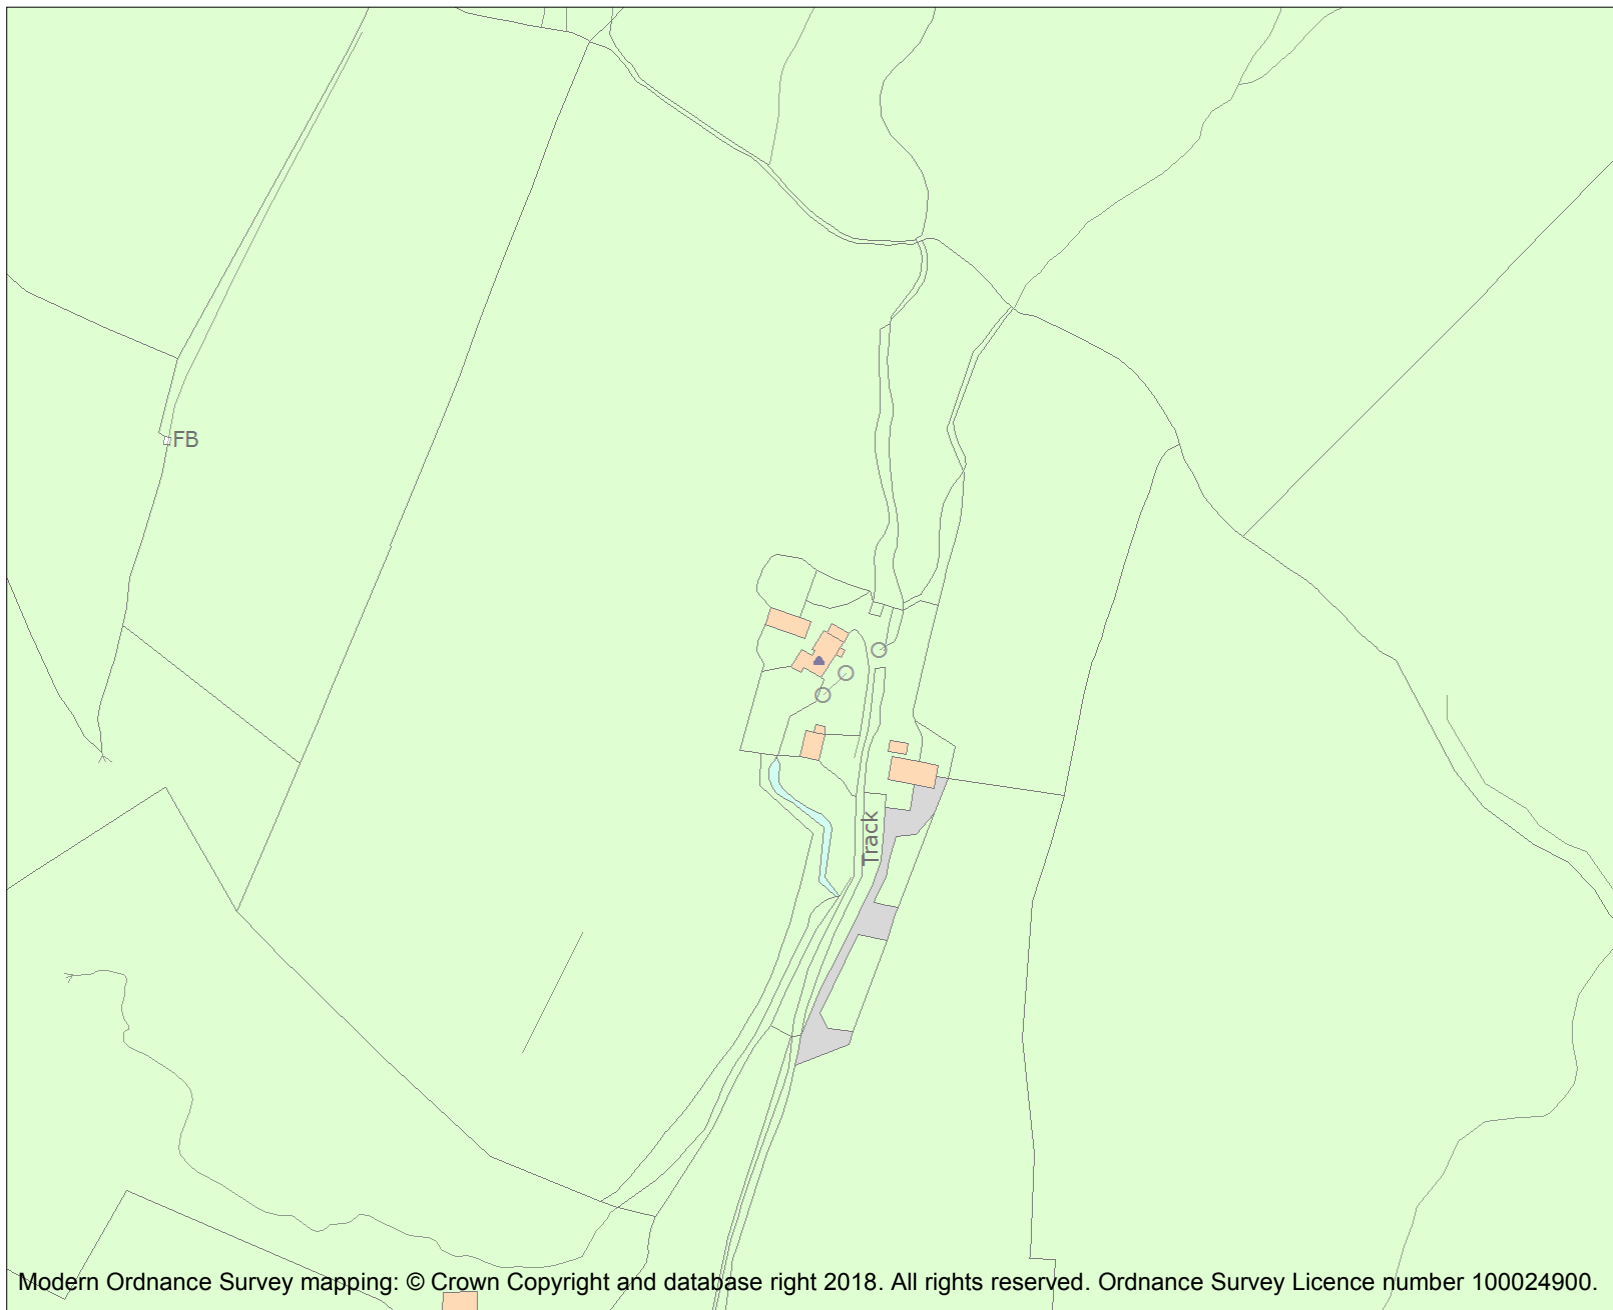 FB
Track
Modern Ordnance Survey mapping: © Crown Copyright and database right 2018. All rights reserved. Ordnance Survey Licence number 100024900.